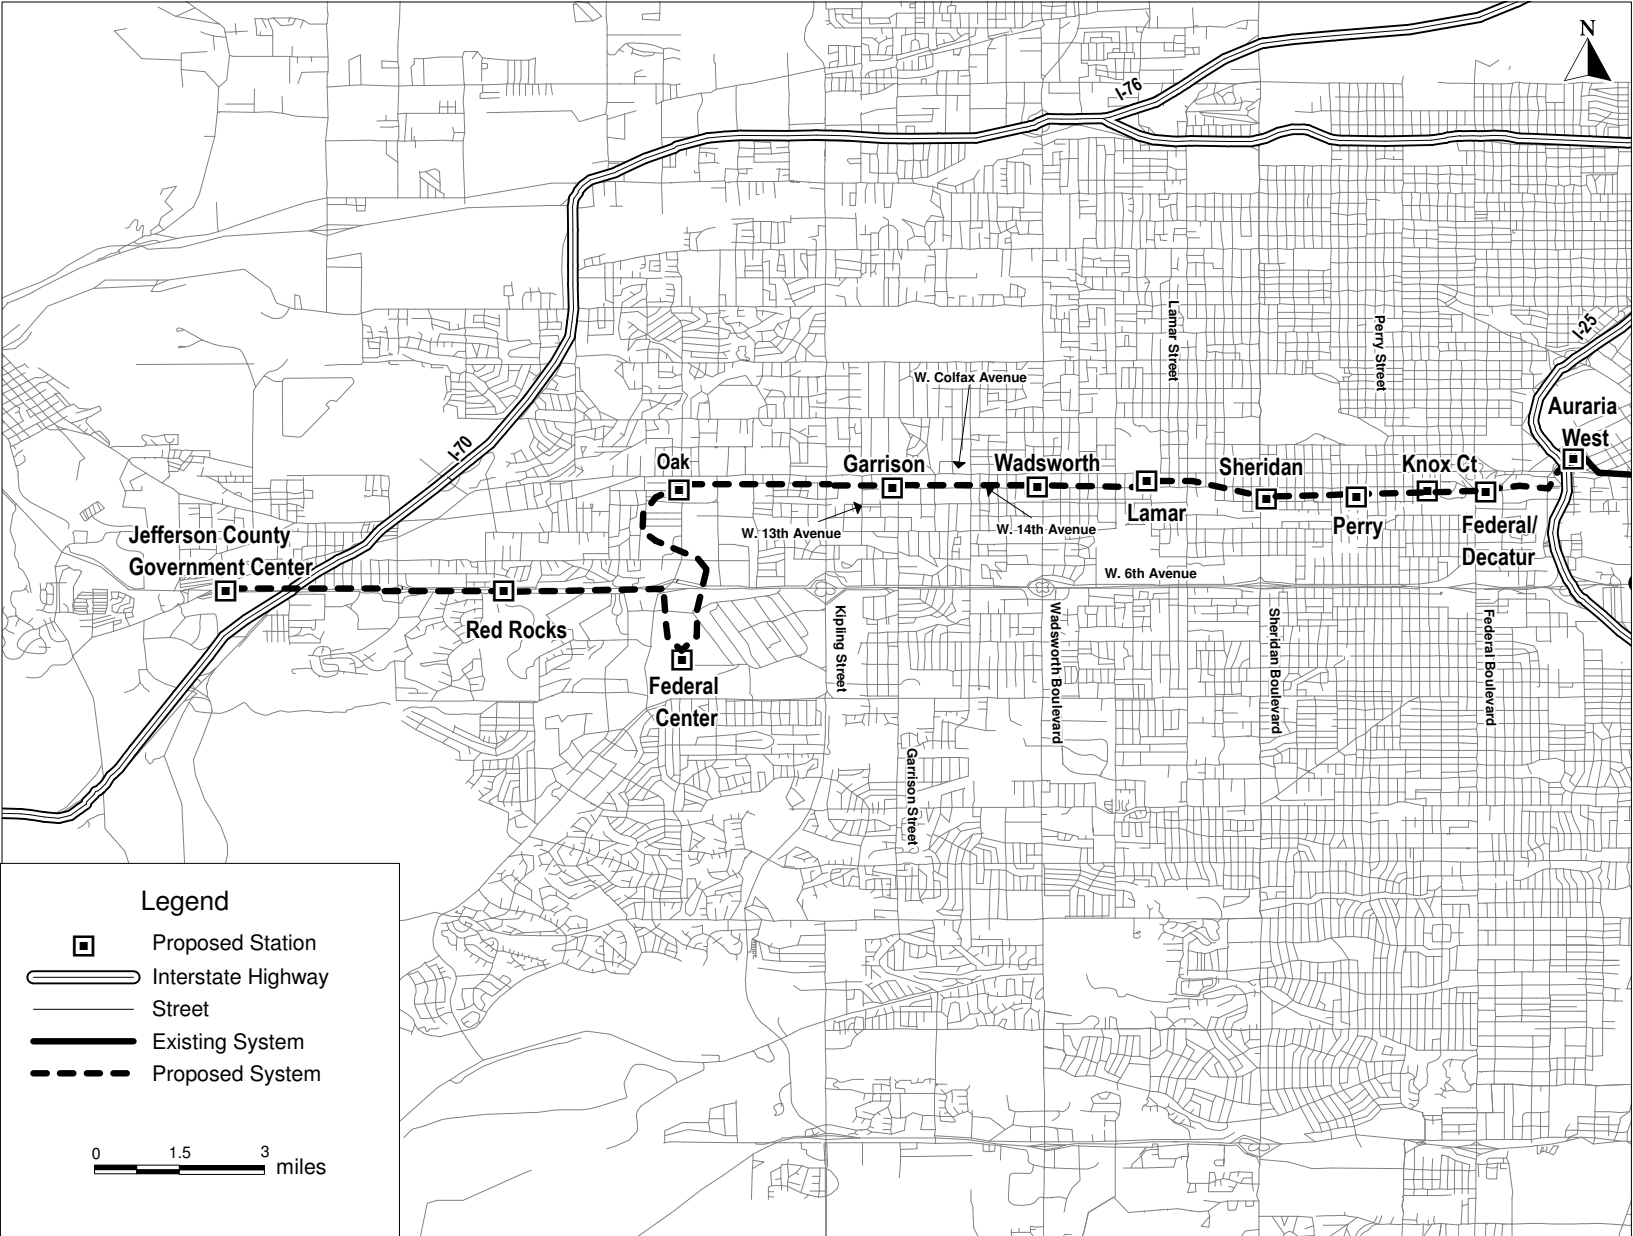 N
I-76
I-25
Lamar Street
Perry Street
W. Colfax Avenue
Auraria
West
I-70
Oak
Garrison
Wadsworth
Sheridan
Knox Ct
Lamar
Perry
Federal/
Decatur
W. 13th Avenue
W. 14th Avenue
Jefferson County
Government Center
W. 6th Avenue
Red Rocks
Federal
Center
Kipling Street
Wadsworth Boulevard
Sheridan Boulevard
Federal Boulevard
Garrison Street
Legend
Proposed Station
Interstate Highway
Street
Existing System
Proposed System
0 1.5 3
miles